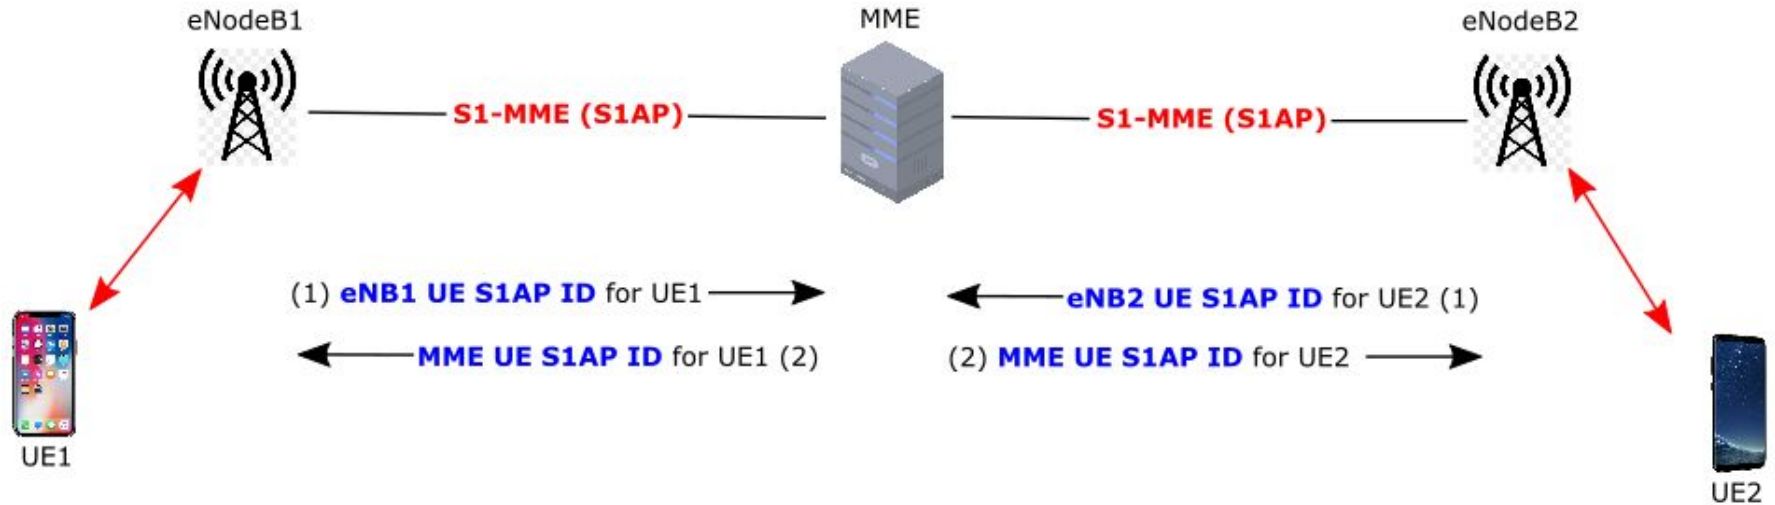 eNodeB1
MME
eNodeB2
S1-MME (S1AP)
S1-MME (S1AP)
(1) eNB1 UE S1AP ID for UE1
eNB2 UE S1AP ID for UE2 (1)
MME UE S1AP ID for UE1 (2)
(2) MME UE S1AP ID for UE2
UE1
UE2